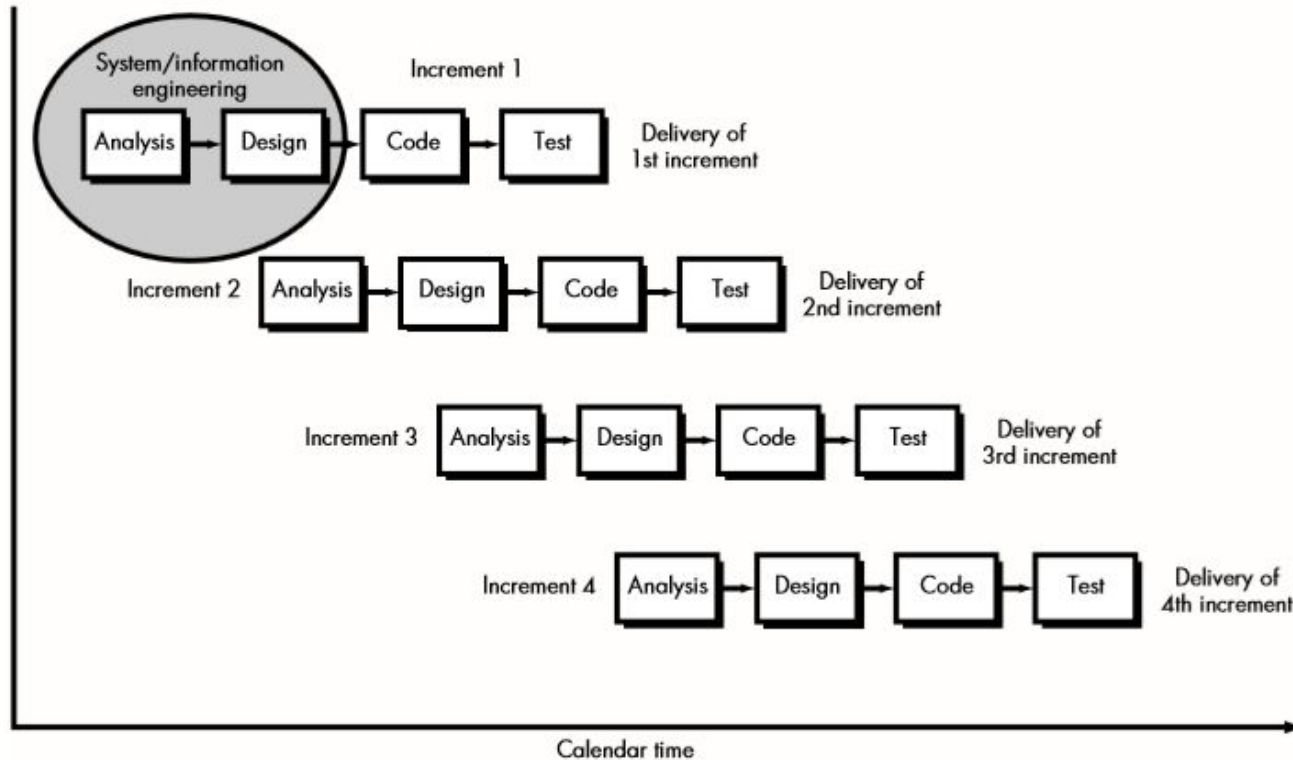 System/information
engineering
Increment 1
Analysis
Design
Code
Test
Delivery of
1st increment
Increment 2
Analysis
Design
Code
Test
Delivery of
2nd increment
Increment 3
Analysis
Design
Code
Test
Delivery of
3rd increment
Increment 4
Analysis
Design
Code
Test
Delivery of
4th increment
Calendar time